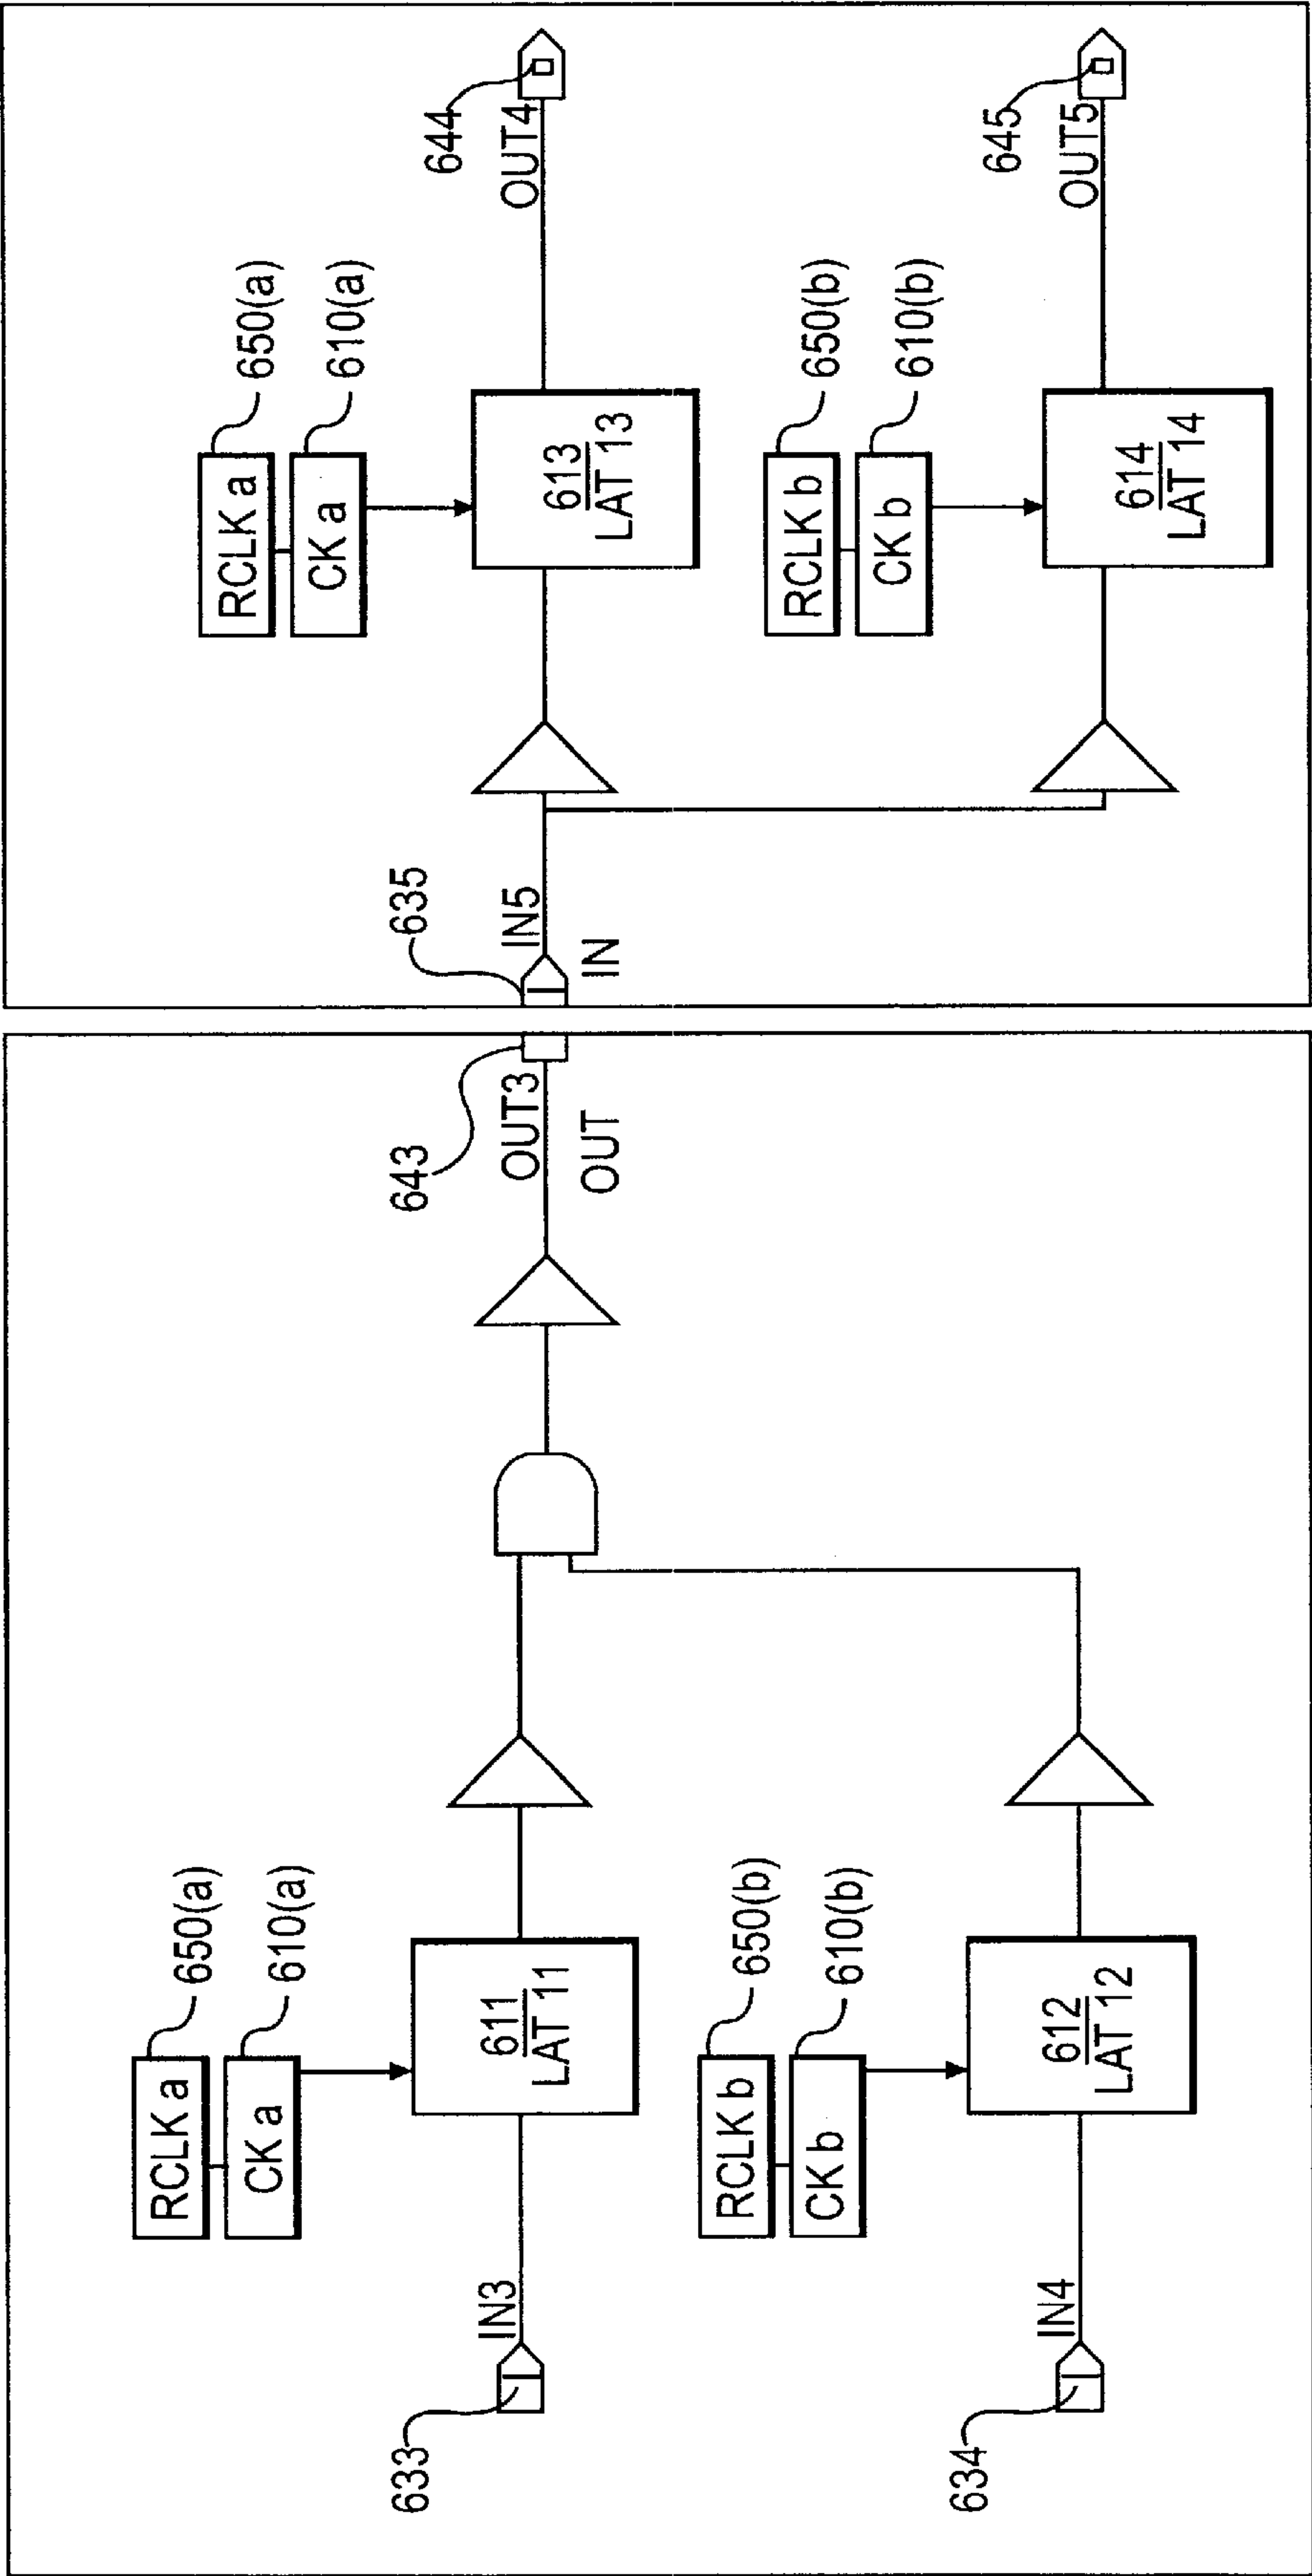 RCLK a
650(a)
CK a
610(a)
633
IN3
611
LAT 11
643
OUT3
OUT
RCLK b
650(b)
CK b
610(b)
634
IN4
612
LAT 12
RCLK a
650(a)
CK a
610(a)
635
IN5
IN
613
LAT 13
644
OUT4
RCLK b
650(b)
CK b
610(b)
614
LAT 14
645
OUT5